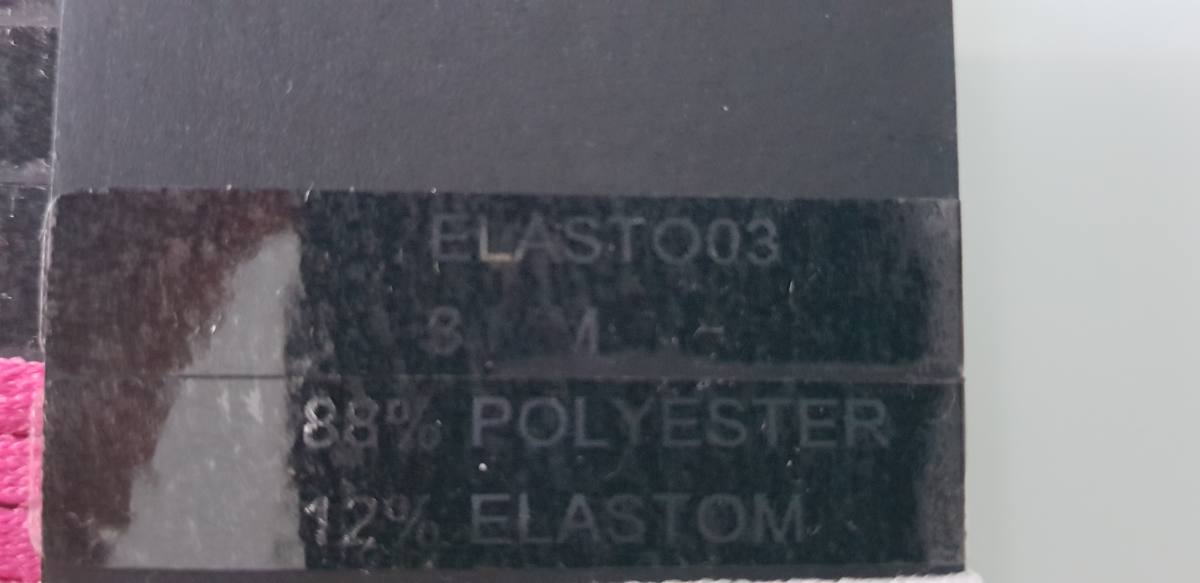 ELASTO03
88% POLYESTER
12% ELASTOM